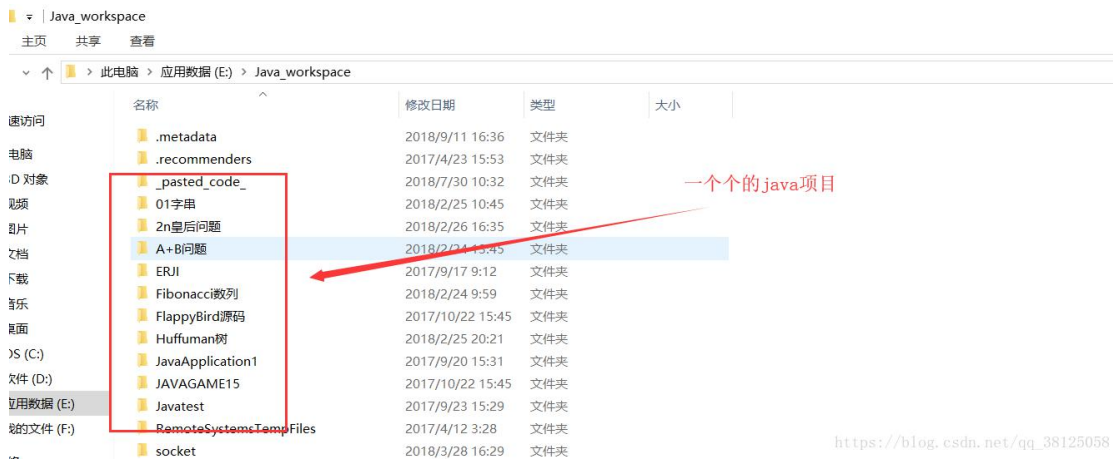 Java_workspace
主页 共享 查看
此电脑 > 应用数据 (E:) > Java_workspace
名称 修改日期 类型 大小
速访问
电脑
D 对象
视频
图片
文档
下载
音乐
桌面
OS (C:)
软件 (D:)
应用数据 (E:)
我的文件 (F:)
.metadata 2018/9/11 16:36 文件夹
.recommenders 2017/4/23 15:53 文件夹
_pasted_code_ 2018/7/30 10:32 文件夹
01字串 2018/2/25 10:45 文件夹
2n皇后问题 2018/2/26 16:35 文件夹
A+B问题 2018/2/24 15:45 文件夹
ERJI 2017/9/17 9:12 文件夹
Fibonacci数列 2018/2/24 9:59 文件夹
FlappyBird源码 2017/10/22 15:45 文件夹
Huffuman树 2018/2/25 20:21 文件夹
JavaApplication1 2017/9/20 15:31 文件夹
JAVAGAME15 2017/10/22 15:45 文件夹
Javatest 2017/9/23 15:29 文件夹
RemoteSystemsTempFiles 2017/4/12 3:28 文件夹
socket 2018/3/28 16:29 文件夹
一个个的java项目
https://blog.csdn.net/qq_38125058